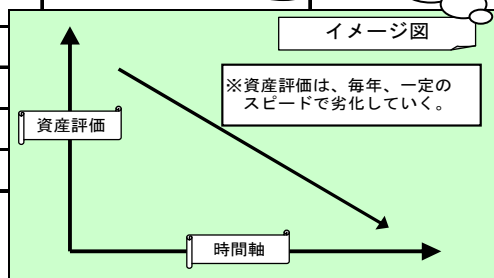 イメージ図
※資産評価は、毎年、一定の
スピードで劣化していく。
資産評価
時間軸